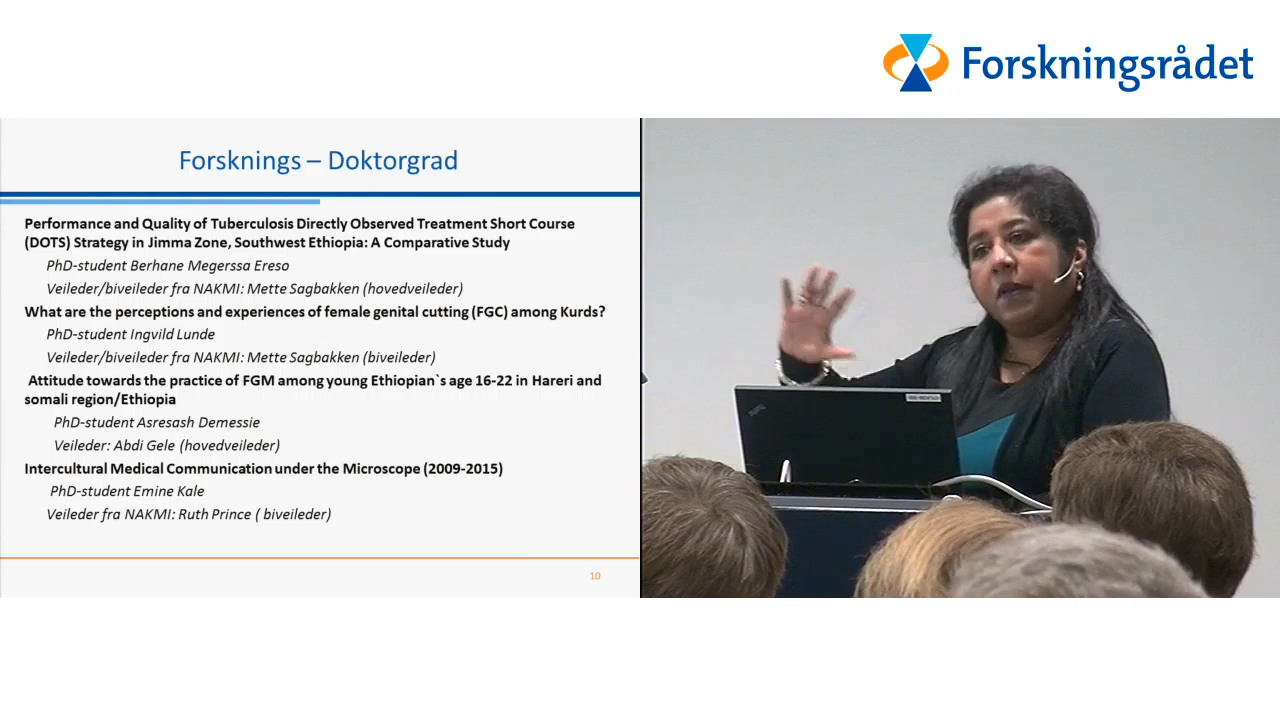 Forskningsrådet
Forsknings – Doktorgrad
Performance and Quality of Tuberculosis Directly Observed Treatment Short Course
(DOTS) Strategy in Jimma Zone, Southwest Ethiopia: A Comparative Study
PhD-student Berhane Megerssa Ereso
Veileder/biveileder fra NAKMI: Mette Sagbakken (hovedveileder)
What are the perceptions and experiences of female genital cutting (FGC) among Kurds?
PhD-student Ingvild Lunde
Veileder/biveileder fra NAKMI: Mette Sagbakken (biveileder)
Attitude towards the practice of FGM among young Ethiopian`s age 16-22 in Hareri and
somali region/Ethiopia
PhD-student Asresash Demessie
Veileder: Abdi Gele (hovedveileder)
Intercultural Medical Communication under the Microscope (2009-2015)
PhD-student Emine Kale
Veileder fra NAKMI: Ruth Prince ( biveileder)
10